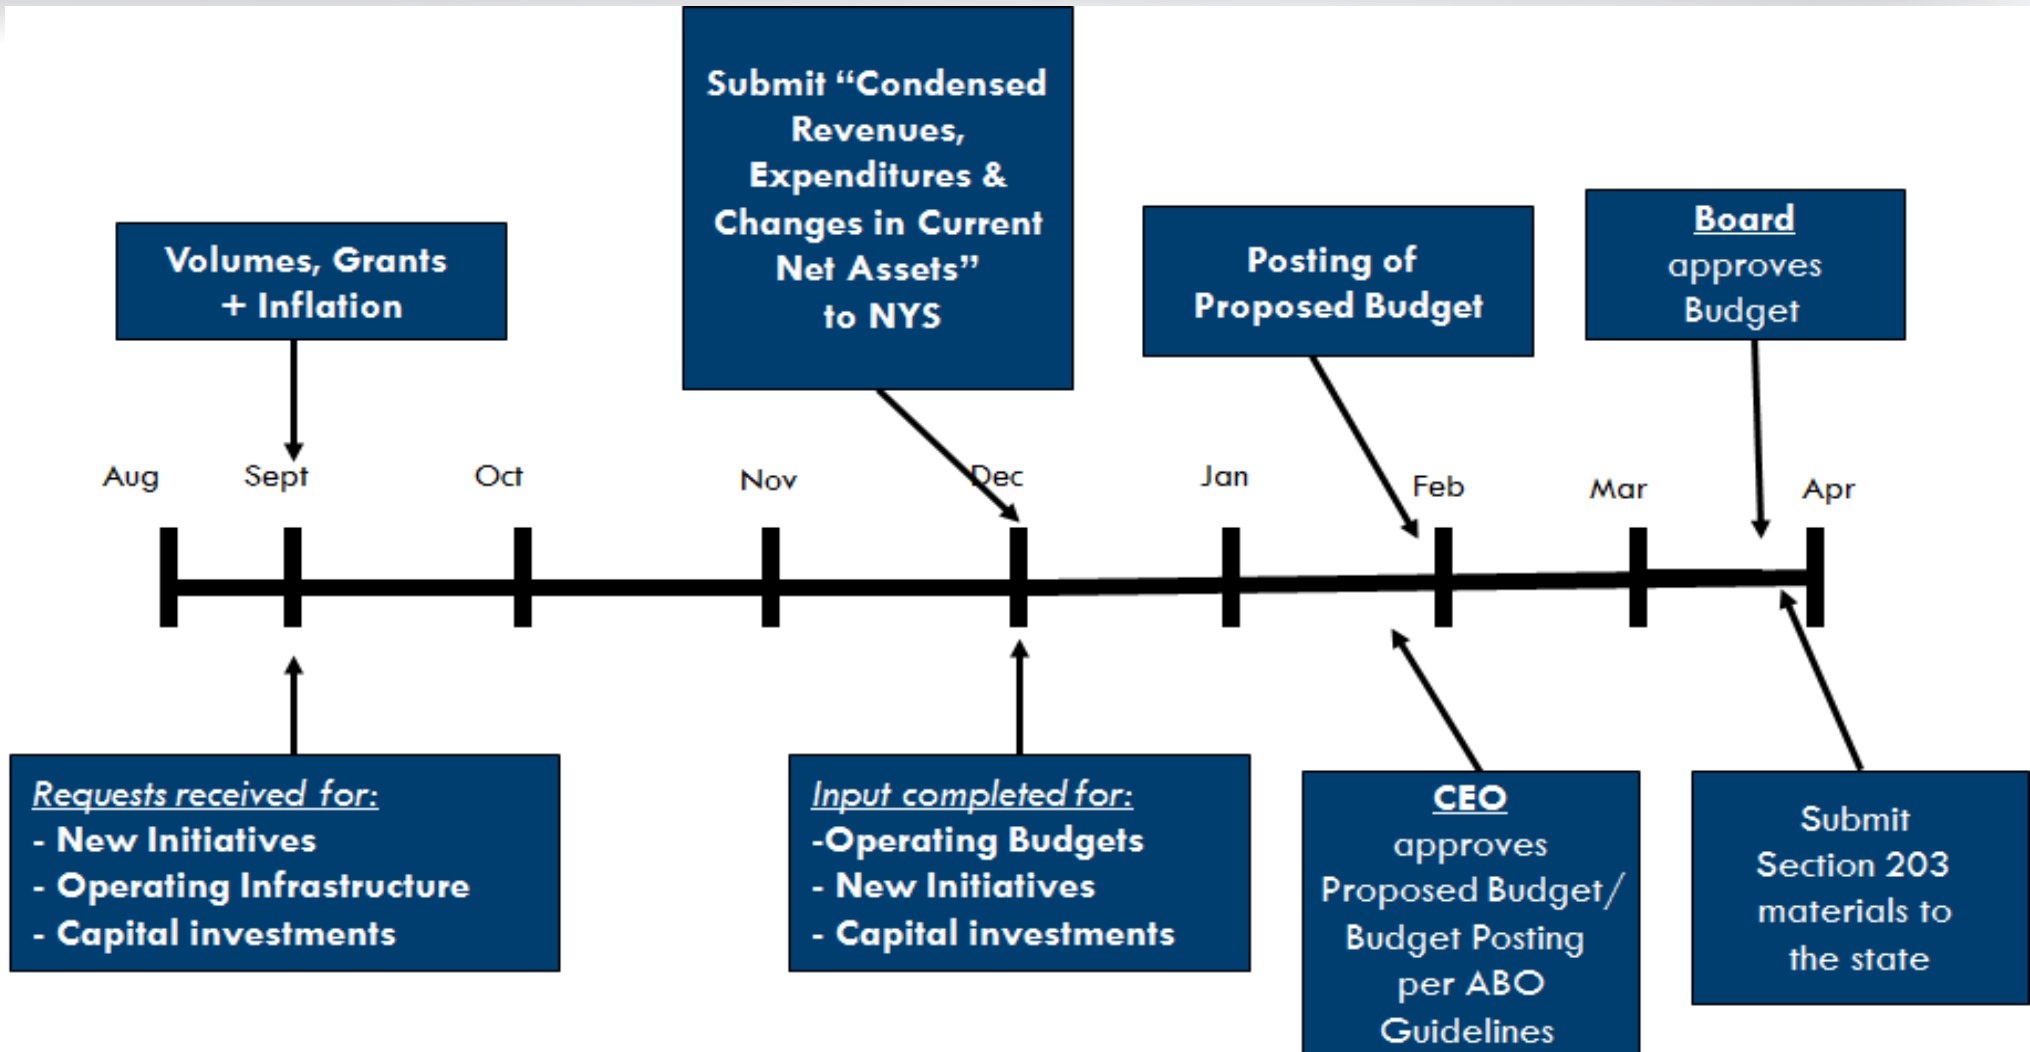 Submit “Condensed
Revenues,
Expenditures &
Changes in Current
Net Assets”
to NYS
Volumes, Grants
+ Inflation
Posting of
Proposed Budget
Board
approves
Budget
Aug
Sept
Oct
Nov
Dec
Jan
Feb
Mar
Apr
Requests received for:
- New Initiatives
- Operating Infrastructure
- Capital investments
Input completed for:
-Operating Budgets
- New Initiatives
- Capital investments
CEO
approves
Proposed Budget/
Budget Posting
per ABO
Guidelines
Submit
Section 203
materials to
the state